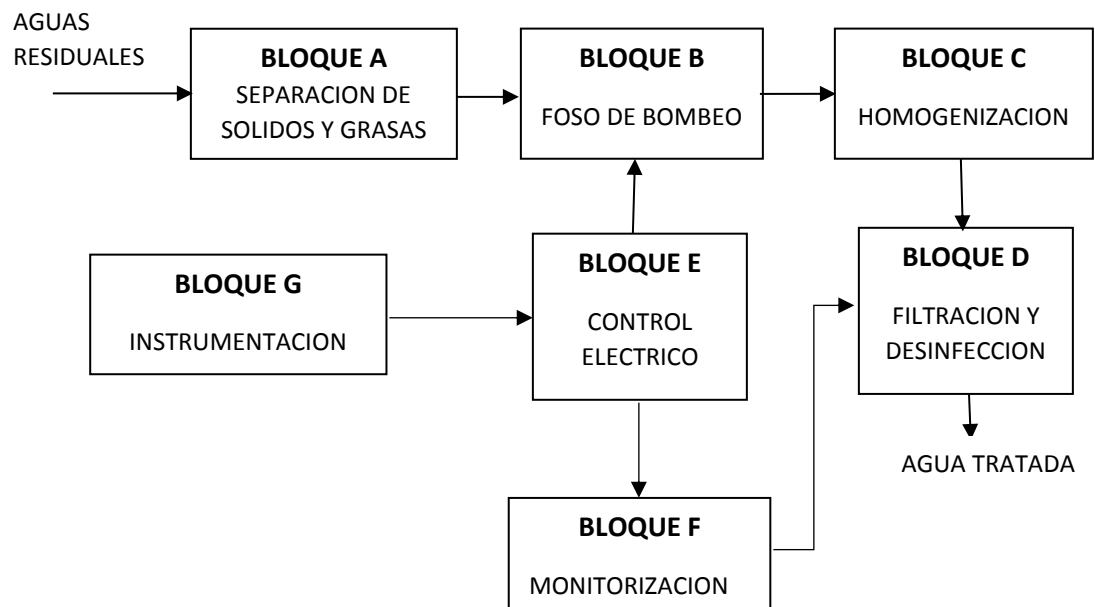 AGUAS
RESIDUALES
BLOQUE A
SEPARACION DE
SOLIDOS Y GRASAS
BLOQUE B
FOSO DE BOMBEO
BLOQUE C
HOMOGENIZACION
BLOQUE G
INSTRUMENTACION
BLOQUE E
CONTROL
ELECTRICO
BLOQUE D
FILTRACION Y
DESINFECCION
AGUA TRATADA
BLOQUE F
MONITORIZACION